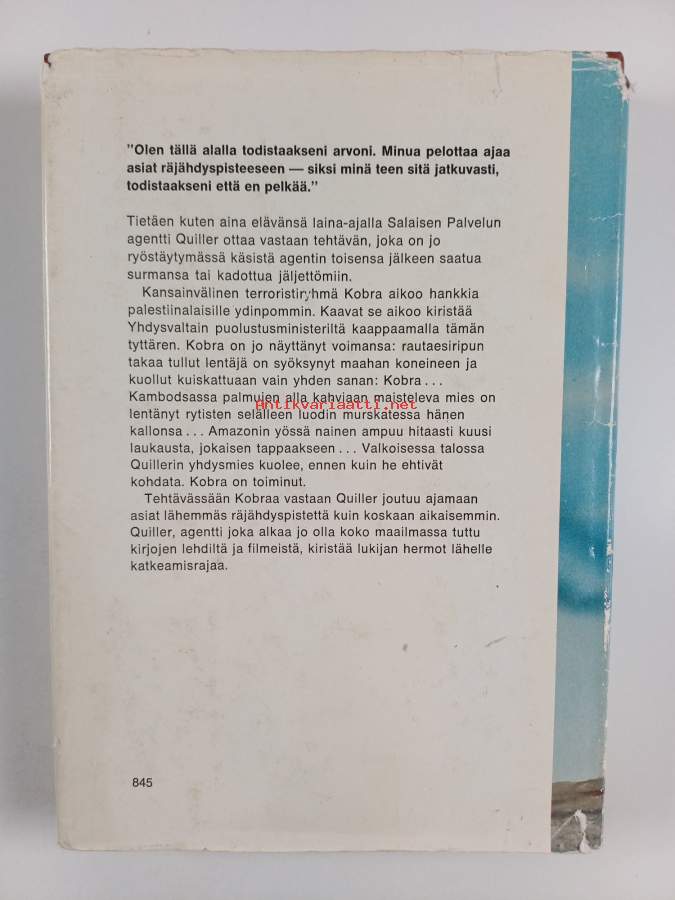 "Olen tällä alalla todistaakseni arvoni. Minua pelottaa ajaa
asiat räjähdyspisteeseen — siksi minä teen sitä jatkuvasti,
todistaakseni että en pelkää."
Tietäen kuten aina elävänsä laina-ajalla Salaisen Palvelun
agentti Quiller ottaa vastaan tehtävän, joka on jo
ryöstäytymässä käsistä agentin toisensa jälkeen saatua
surmansa tai kadottua jäljettömiin.
Kansainvälinen terroristiryhmä Kobra aikoo hankkia
palestiinalaisille ydinpommin. Kaavat se aikoo kiristää
Yhdysvaltain puolustusministeriltä kaappaamalla tämän
tyttären. Kobra on jo näyttänyt voimansa: rautaesiripun
takaa tullut lentäjä on syöksynyt maahan koneineen ja
kuollut kuiskattuaan vain yhden sanan: Kobra...
Kambodsassa palmujen alla kahviaan maisteleva mies on
Antikvariaatti.net
lentänyt rytisten selälleen luodin murskatessa hänen
kallonsa... Amazonin yössä nainen ampuu hitaasti kuusi
laukausta, jokaisen tappaakseen... Valkoisessa talossa
Quillerin yhdysmies kuolee, ennen kuin he ehtivät
kohdata. Kobra on toiminut.
Tehtävässään Kobraa vastaan Quiller joutuu ajamaan
asiat lähemmäs räjähdyspistettä kuin koskaan aikaisemmin.
Quiller, agentti joka alkaa jo olla koko maailmassa tuttu
kirjojen lehdiltä ja filmeistä, kiristää lukijan hermot lähelle
katkeamisrajaa.
845